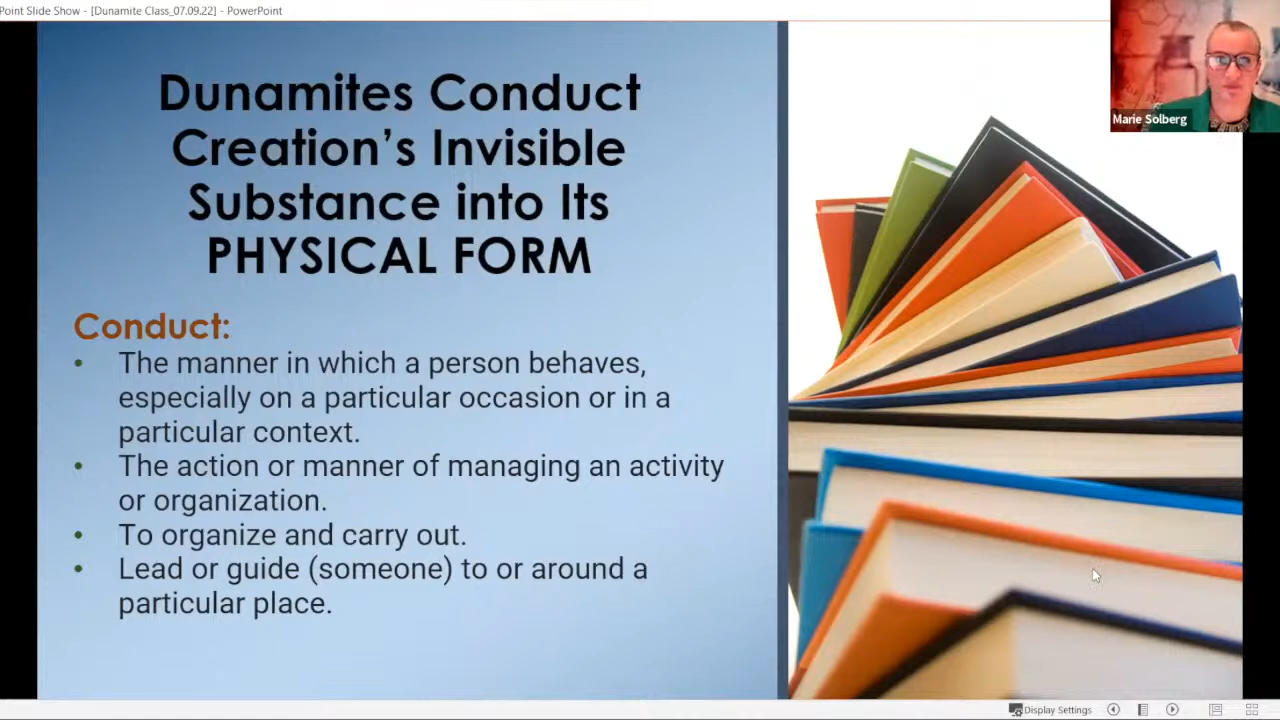 Point Slide Show - [Dunamite Class_07.09.22] - PowerPoint
Marie Solberg
Dunamites Conduct
Creation’s Invisible
Substance into Its
PHYSICAL FORM
Conduct:
• The manner in which a person behaves,
especially on a particular occasion or in a
particular context.
• The action or manner of managing an activity
or organization.
• To organize and carry out.
• Lead or guide (someone) to or around a
particular place.
Display Settings